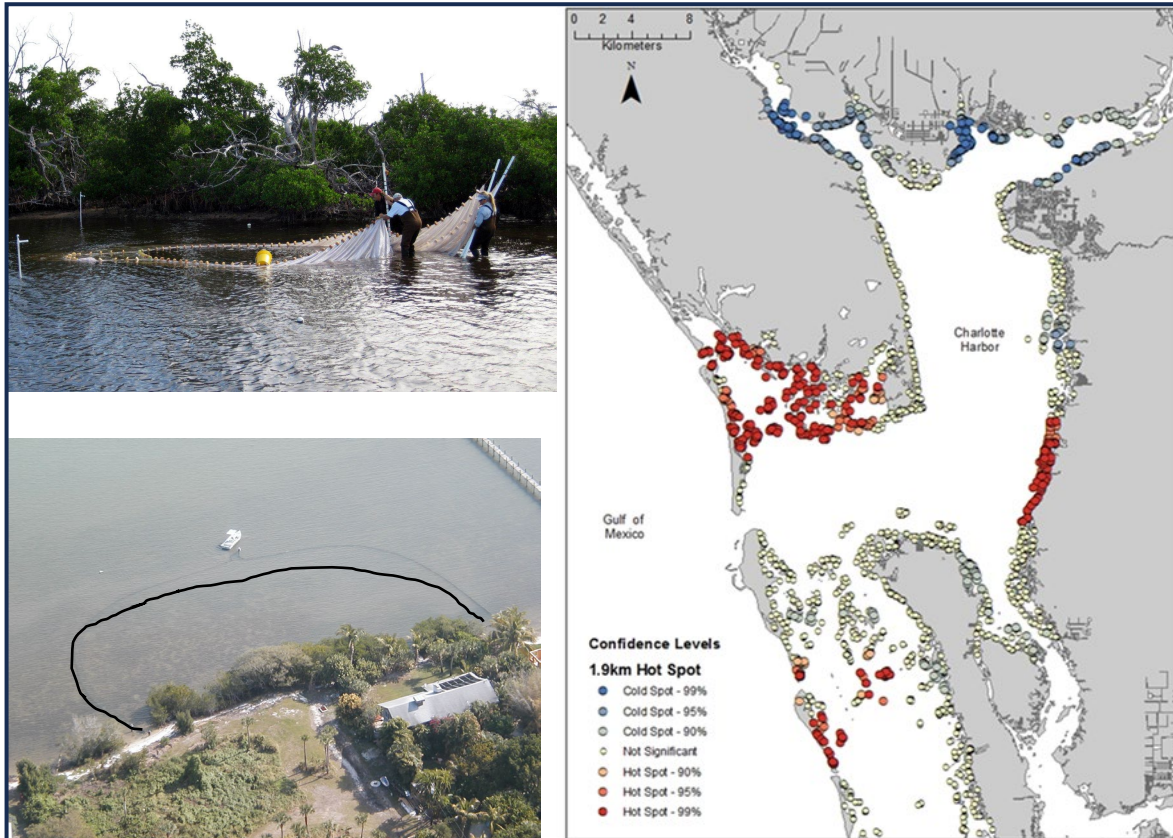 0 2 4 8
Kilometers
N
Charlotte
Harbor
Gulf of
Mexico
Confidence Levels
1.9km Hot Spot
Cold Spot - 99%
Cold Spot - 95%
Cold Spot - 90%
Not Significant
Hot Spot - 90%
Hot Spot - 95%
Hot Spot - 99%